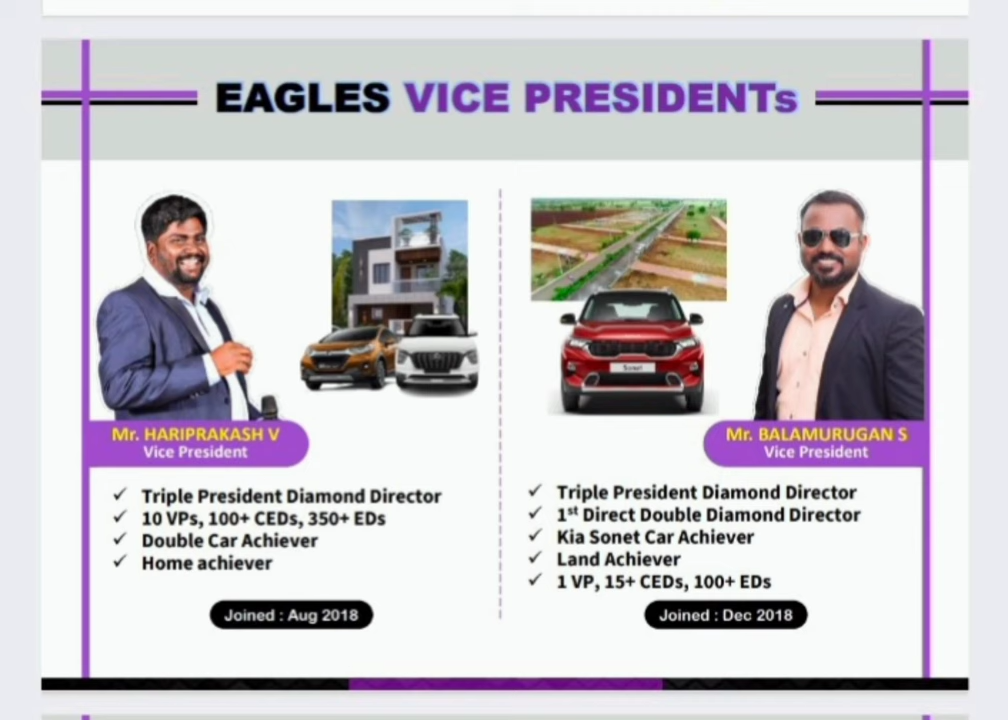 EAGLES VICE PRESIDENTs
Mr. HARIPRAKASH V
Vice President
✓ Triple President Diamond Director
✓ 10 VPs, 100+ CEDs, 350+ EDs
✓ Double Car Achiever
✓ Home achiever
Joined : Aug 2018
Sonet
Mr. BALAMURUGAN S
Vice President
✓ Triple President Diamond Director
✓ 1st Direct Double Diamond Director
✓ Kia Sonet Car Achiever
✓ Land Achiever
✓ 1 VP, 15+ CEDs, 100+ EDs
Joined : Dec 2018